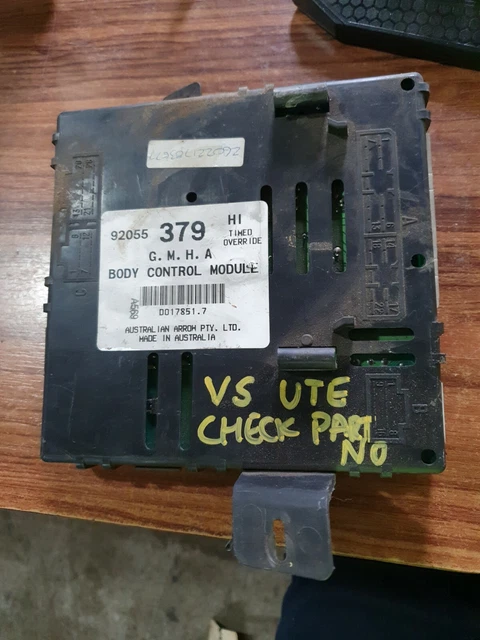 92055 379 HI
TIMED
OVERRIDE
G. M. H. A
BODY CONTROL MODULE
A569
D017851.7
AUSTRALIAN ARROW PTY. LTD.
MADE IN AUSTRALIA
A
C
B
VS UTE
CHECK PART
NO